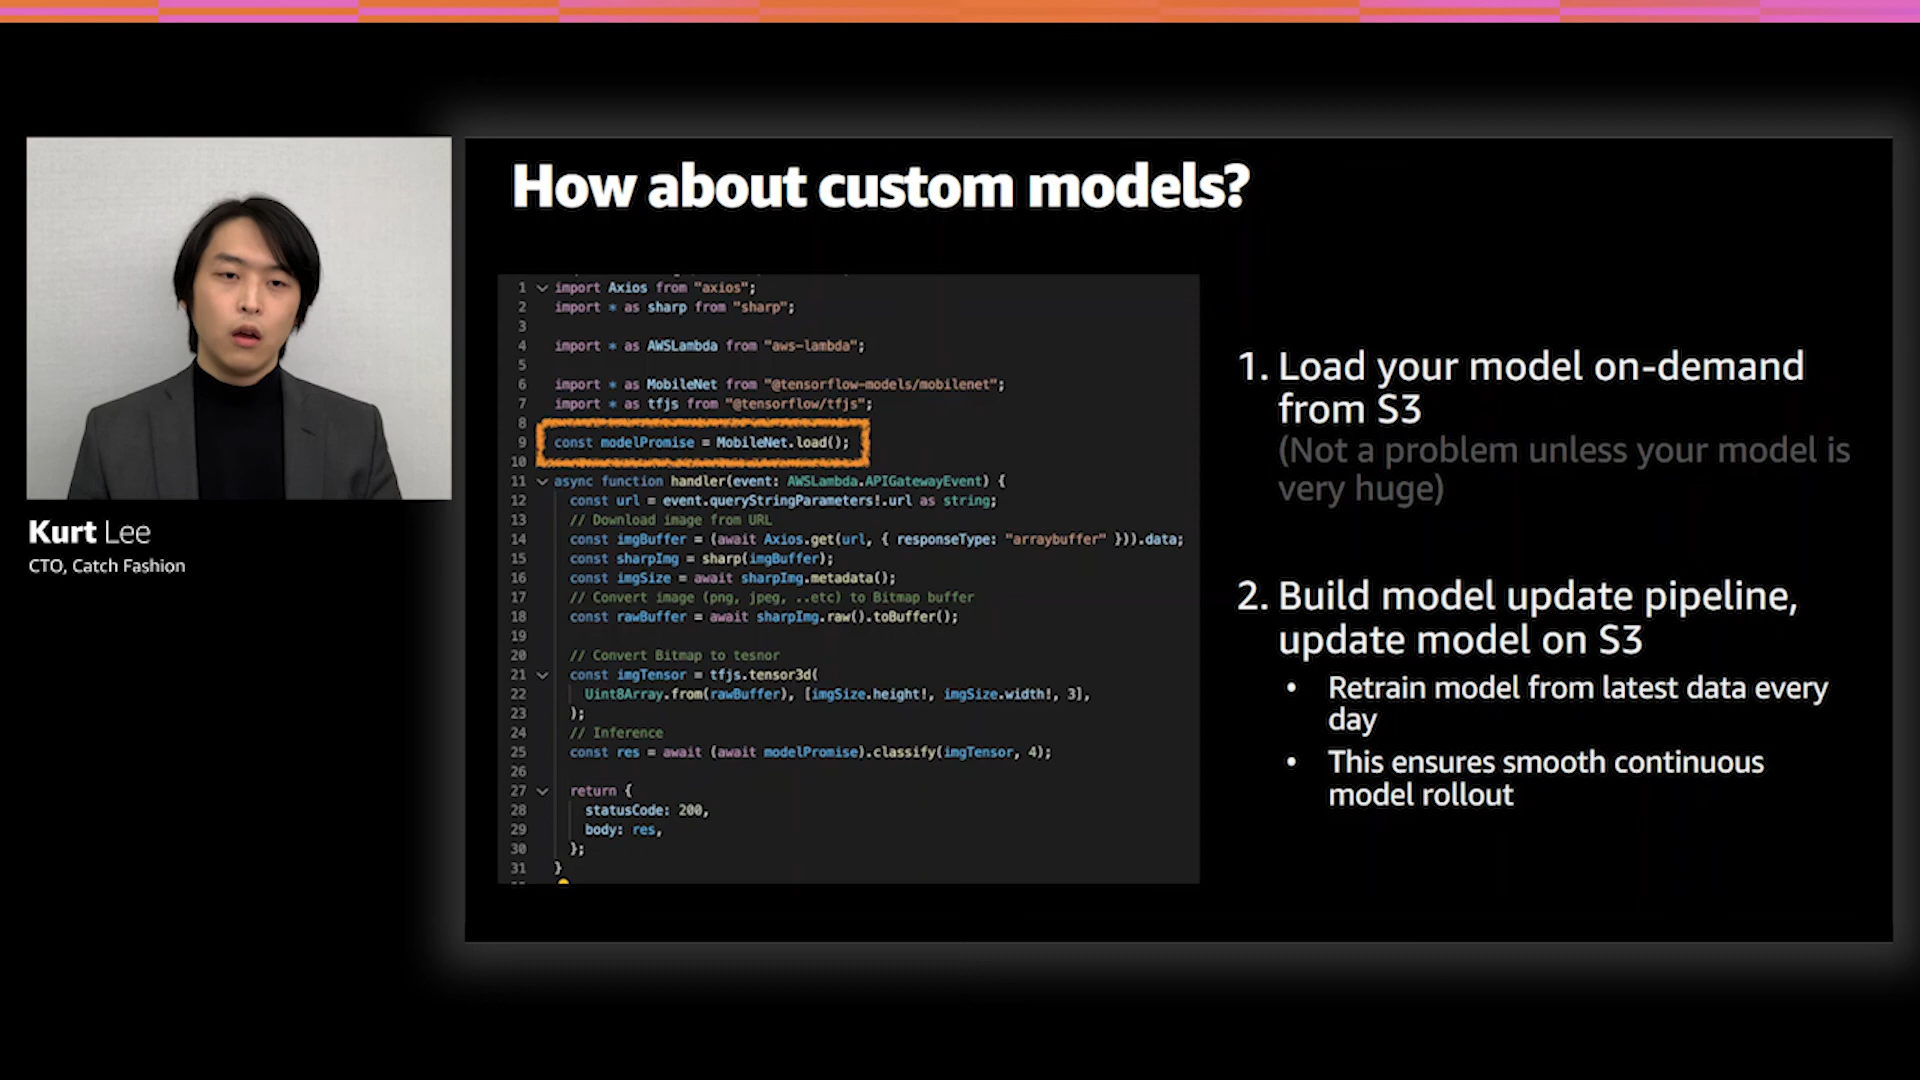 How about custom models?
1 import Axios from "axios";
2 import * as sharp from "sharp";
3
4 import * as AWSLambda from "aws-lambda";
5
6 import * as MobileNet from "@tensorflow-models/mobilenet";
7 import * as tfjs from "@tensorflow/tfjs";
8
9 const modelPromise = MobileNet.load();
10
11 async function handler(event: AWSLambda.APIGatewayEvent) {
12 const url = event.queryStringParameters!.url as string;
13 // Download image from URL
14 const imgBuffer = (await Axios.get(url, { responseType: "arraybuffer" })).data;
15 const sharpImg = sharp(imgBuffer);
16 const imgSize = await sharpImg.metadata();
17 // Convert image (png, jpeg, ..etc) to Bitmap buffer
18 const rawBuffer = await sharpImg.raw().toBuffer();
19
20 // Convert Bitmap to tesnor
21 const imgTensor = tfjs.tensor3d(
22 Uint8Array.from(rawBuffer), [imgSize.height!, imgSize.width!, 3],
23 );
24 // Inference
25 const res = await (await modelPromise).classify(imgTensor, 4);
26
27 return {
28 statusCode: 200,
29 body: res,
30 };
31 }
1. Load your model on-demand
from S3
(Not a problem unless your model is
very huge)
2. Build model update pipeline,
update model on S3
• Retrain model from latest data every
day
• This ensures smooth continuous
model rollout
Kurt Lee
CTO, Catch Fashion